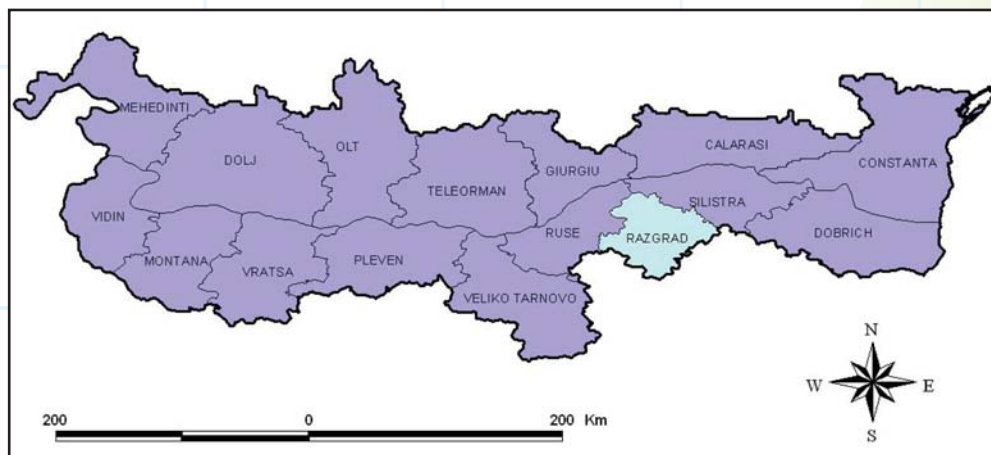 MEHEDINTI
DOLJ
OLT
TELEORMAN
GIURGIU
CALARASI
CONSTANTA
VIDIN
MONTANA
VRATSA
PLEVEN
VELIKO TARNOVO
RUSE
RAZGRAD
SILISTRA
DOBRICH
N
W E
S
200 0 200 Km